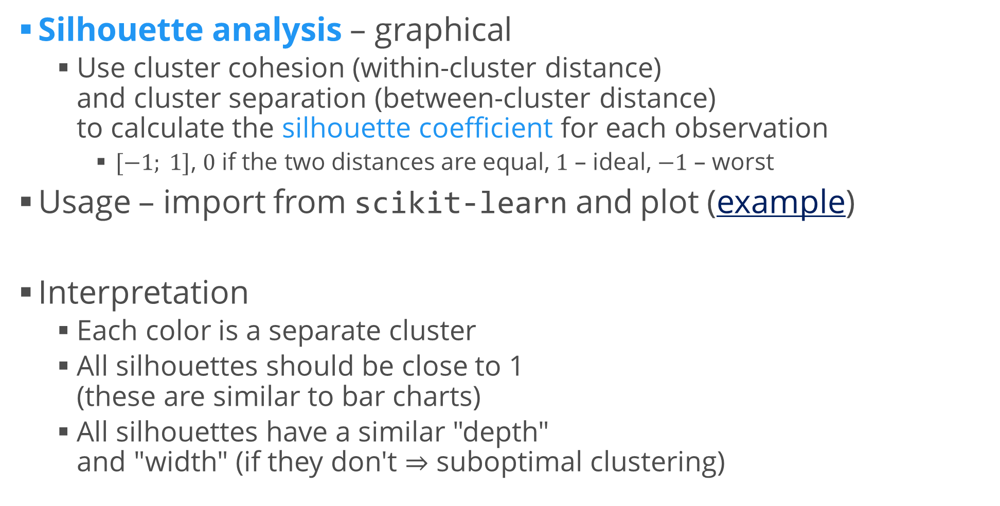 ▪ Silhouette analysis – graphical
▪ Use cluster cohesion (within-cluster distance)
and cluster separation (between-cluster distance)
to calculate the silhouette coefficient for each observation
▪ [−1; 1], 0 if the two distances are equal, 1 – ideal, −1 – worst
▪ Usage – import from scikit-learn and plot (example)
▪ Interpretation
▪ Each color is a separate cluster
▪ All silhouettes should be close to 1
(these are similar to bar charts)
▪ All silhouettes have a similar "depth"
and "width" (if they don't ⇒ suboptimal clustering)